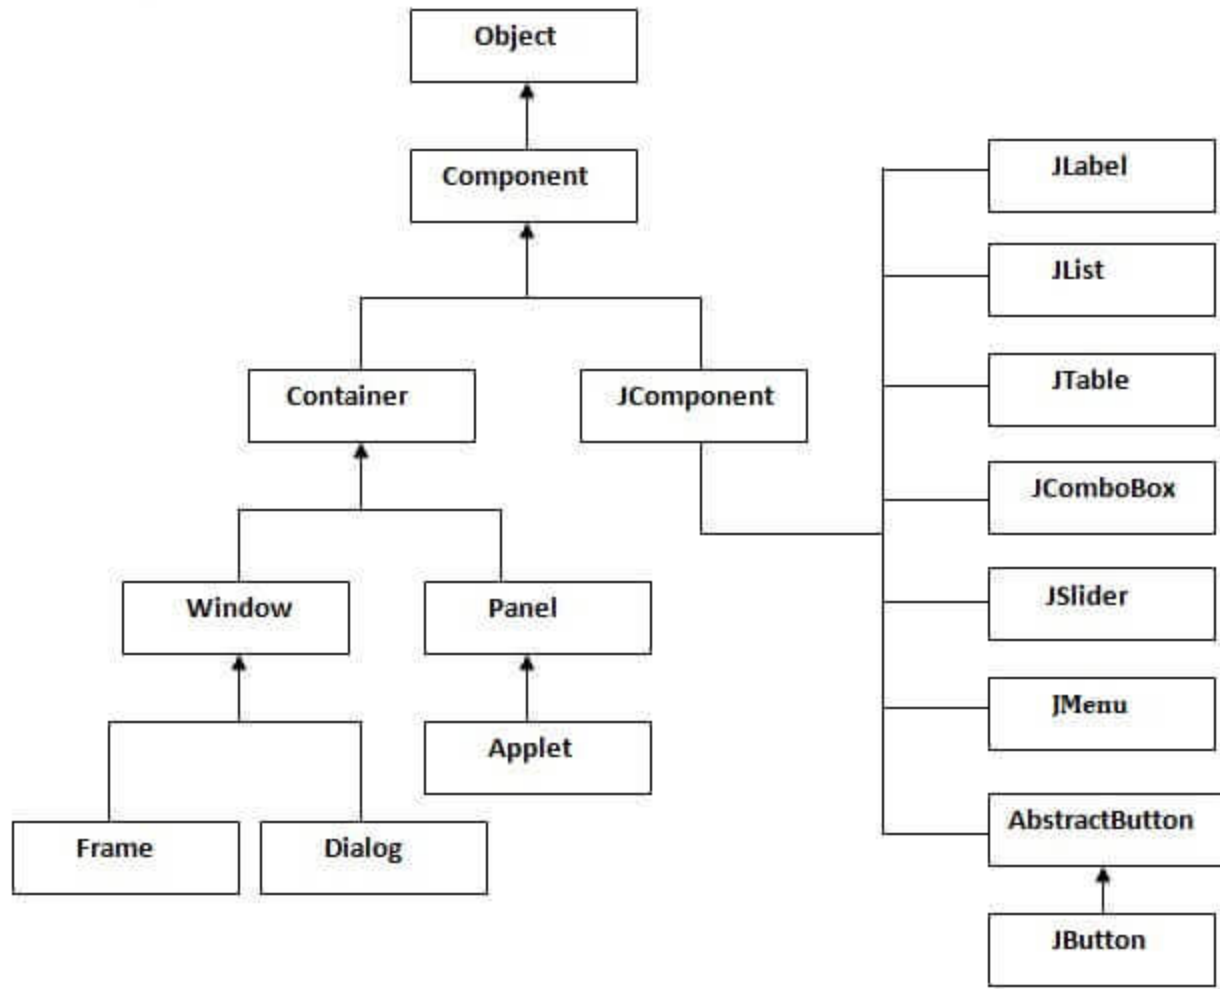 Object
Component
Container
JComponent
Window
Panel
Applet
Frame
Dialog
JLabel
JList
JTable
JComboBox
JSlider
JMenu
AbstractButton
JButton